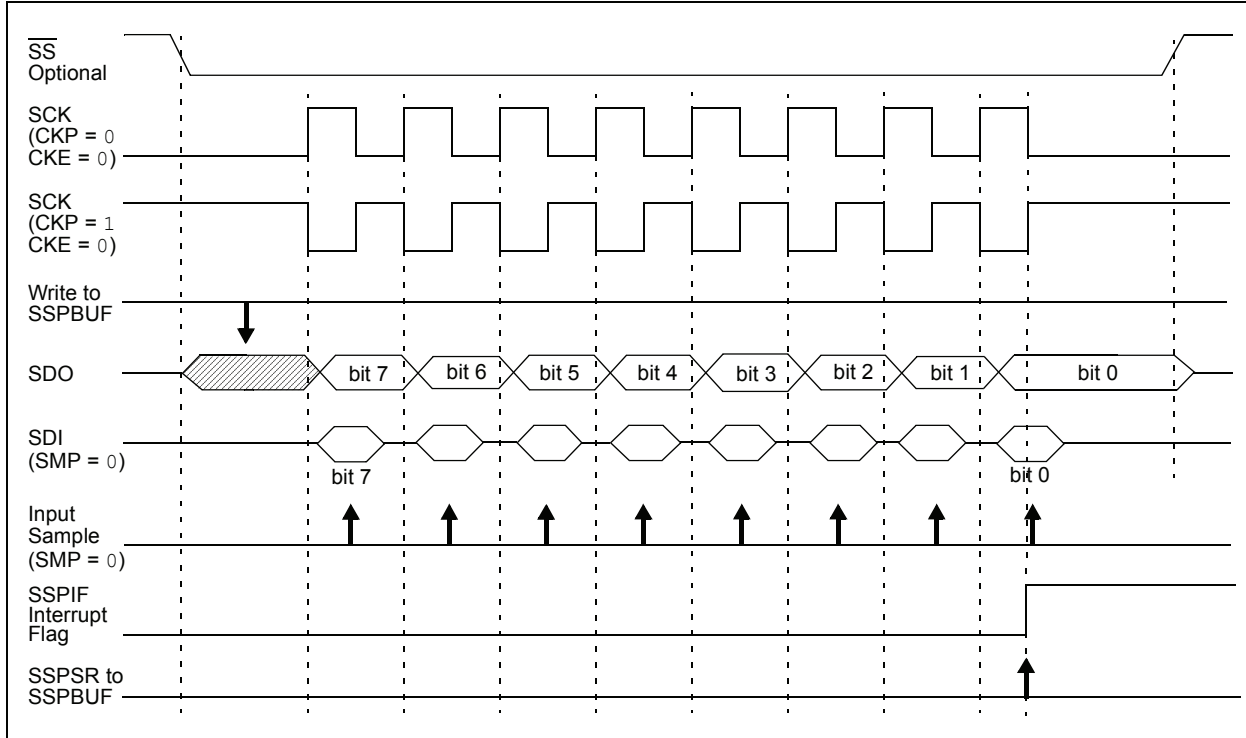 SS
Optional
SCK
(CKP = 0
CKE = 0)
SCK
(CKP = 1
CKE = 0)
Write to
SSPBUF
SDO
bit 7
bit 6
bit 5
bit 4
bit 3
bit 2
bit 1
bit 0
SDI
(SMP = 0)
bit 7
bit 0
Input
Sample
(SMP = 0)
SSPIF
Interrupt
Flag
SSPSR to
SSPBUF